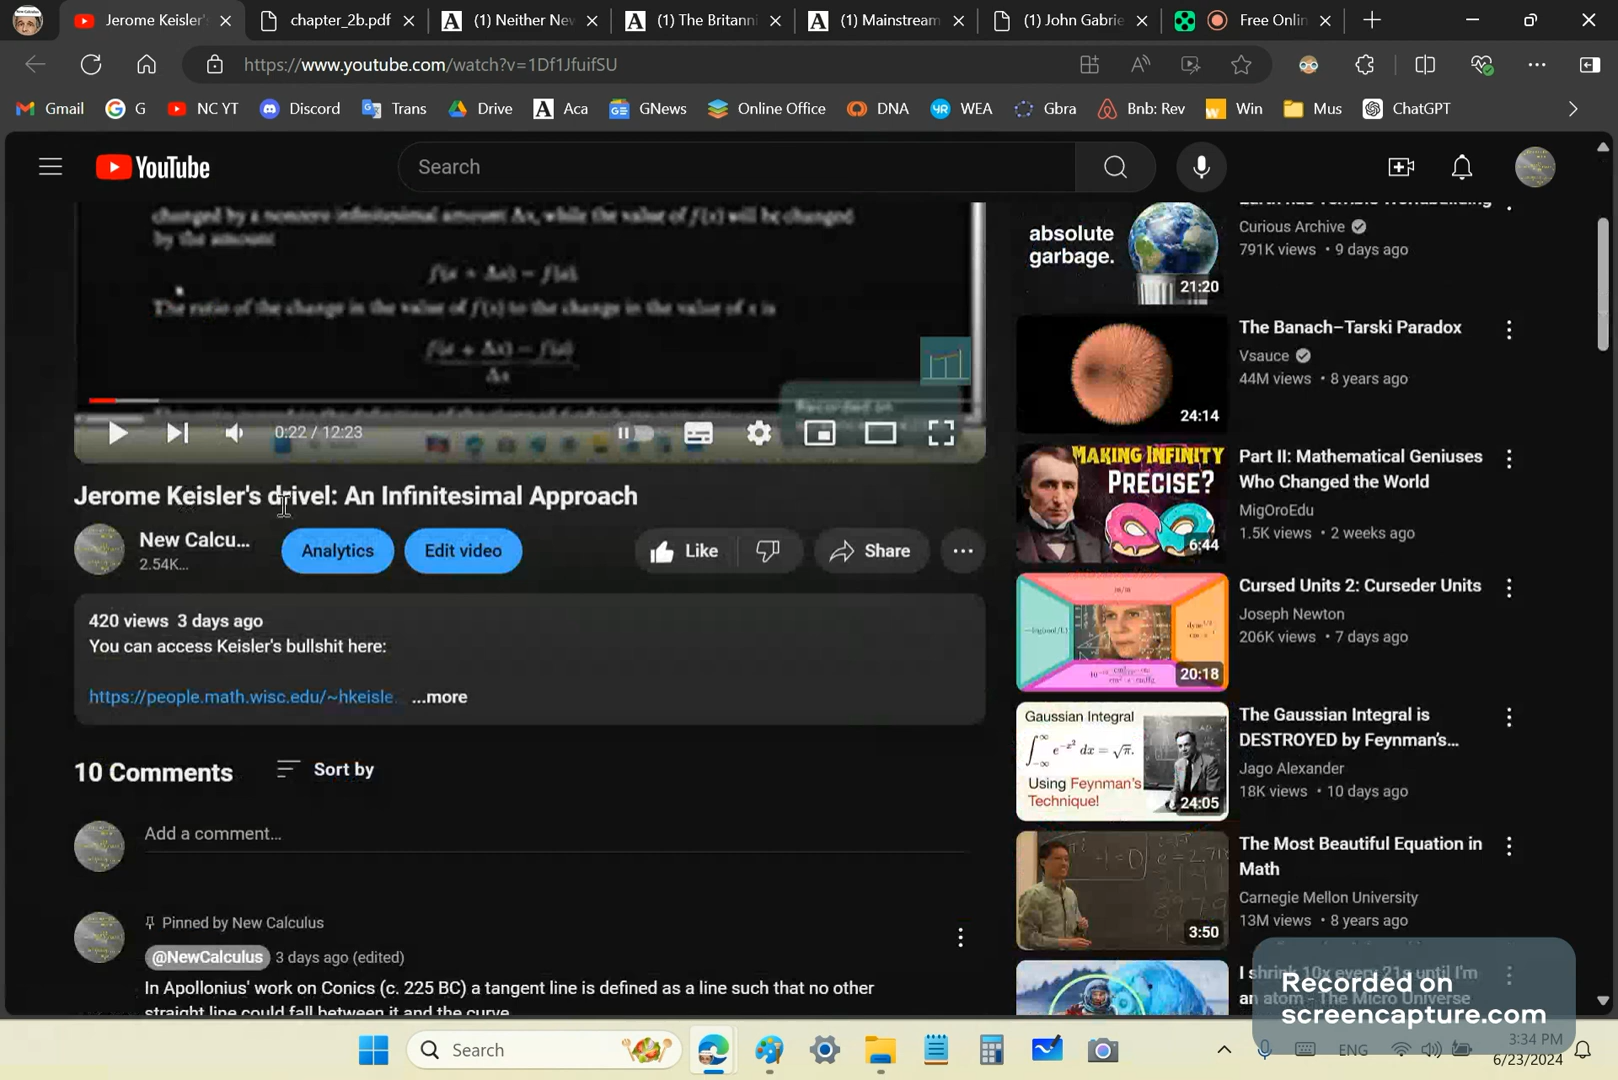 Jerome Keisler's
chapter_2b.pdf
(1) Neither Nev
(1) The Britanni
(1) Mainstream
(1) John Gabrie
Free Onlin
https://www.youtube.com/watch?v=1Df1JfuifSU
Gmail
G
NC YT
Discord
Trans
Drive
Aca
GNews
Online Office
DNA
WEA
Gbra
Bnb: Rev
Win
Mus
ChatGPT
YouTube
Search
changed by a nonzero infinitesimal amount Δx, while the value of f(x) will be changed
by the amount
f(a + Δx) − f(a).
The ratio of the change in the value of f(x) to the change in the value of x is
f(a + Δx) − f(a)
Δx
Recorded on
0:22 / 12:23
Jerome Keisler's drivel: An Infinitesimal Approach
New Calcu...
2.54K...
Analytics
Edit video
Like
Share
420 views 3 days ago
You can access Keisler's bullshit here:
https://people.math.wisc.edu/~hkeisle. ...more
10 Comments
Sort by
Add a comment...
Pinned by New Calculus
@NewCalculus 3 days ago (edited)
In Apollonius' work on Conics (c. 225 BC) a tangent line is defined as a line such that no other
straight line could fall between it and the curve
absolute
garbage.
21:20
Earth has Terrible Worldbuilding
Curious Archive
791K views • 9 days ago
24:14
The Banach–Tarski Paradox
Vsauce
44M views • 8 years ago
MAKING INFINITY
PRECISE?
6:44
Part II: Mathematical Geniuses
Who Changed the World
MigOroEdu
1.5K views • 2 weeks ago
20:18
Cursed Units 2: Curseder Units
Joseph Newton
206K views • 7 days ago
Gaussian Integral
∫ e^-x² dx = √π.
Using Feynman's
Technique!
24:05
The Gaussian Integral is
DESTROYED by Feynman's...
Jago Alexander
18K views • 10 days ago
3:50
The Most Beautiful Equation in
Math
Carnegie Mellon University
13M views • 8 years ago
I shrink 10x every 21s until I'm
an atom - The Micro Universe
Recorded on
screencapture.com
Search
ENG
3:34 PM
6/23/2024